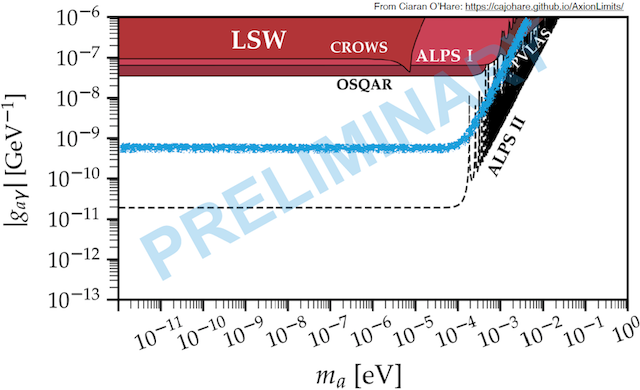 From Ciaran O'Hare: https://cajohare.github.io/AxionLimits/
10⁻⁶
10⁻⁷
10⁻⁸
10⁻⁹
10⁻¹⁰
10⁻¹¹
10⁻¹²
10⁻¹³
|g_aγ| [GeV⁻¹]
LSW
CROWS
ALPS I
OSQAR
PVLAS
ALPS II
PRELIMINARY
10⁻¹¹ 10⁻¹⁰ 10⁻⁹ 10⁻⁸ 10⁻⁷ 10⁻⁶ 10⁻⁵ 10⁻⁴ 10⁻³ 10⁻² 10⁻¹ 10⁰
m_a [eV]